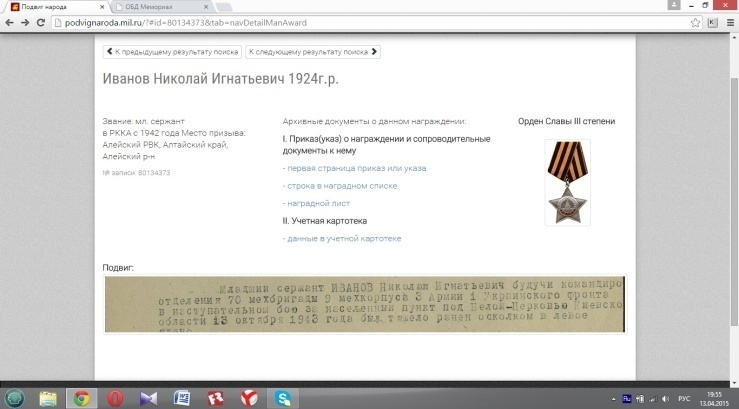 Подвиг народа
ОБД Мемориал
podvignaroda.mil.ru/?#id=80134373&tab=navDetailManAward
К предыдущему результату поиска
К следующему результату поиска
Иванов Николай Игнатьевич 1924г.р.
Звание: мл. сержант
в РККА с 1942 года Место призыва:
Алейский РВК, Алтайский край,
Алейский р-н
№ записи: 80134373
Архивные документы о данном награждении:
I. Приказ(указ) о награждении и сопроводительные
документы к нему
- первая страница приказ или указа
- строка в наградном списке
- наградной лист
II. Учетная картотека
- данные в учетной картотеке
Орден Славы III степени
Подвиг:
Младший сержант ИВАНОВ Николай Игнатьевич будучи командиро
отделения 70 мехбригады 9 мехкорпуса 3 Армии 1 Украинского фронта
в наступательном бою за населенный пункт под Белой-Церковью Киевско
области 13 октября 1943 года был тяжело ранен осколком в левое
Ru
РУС
19:55
13.04.2015